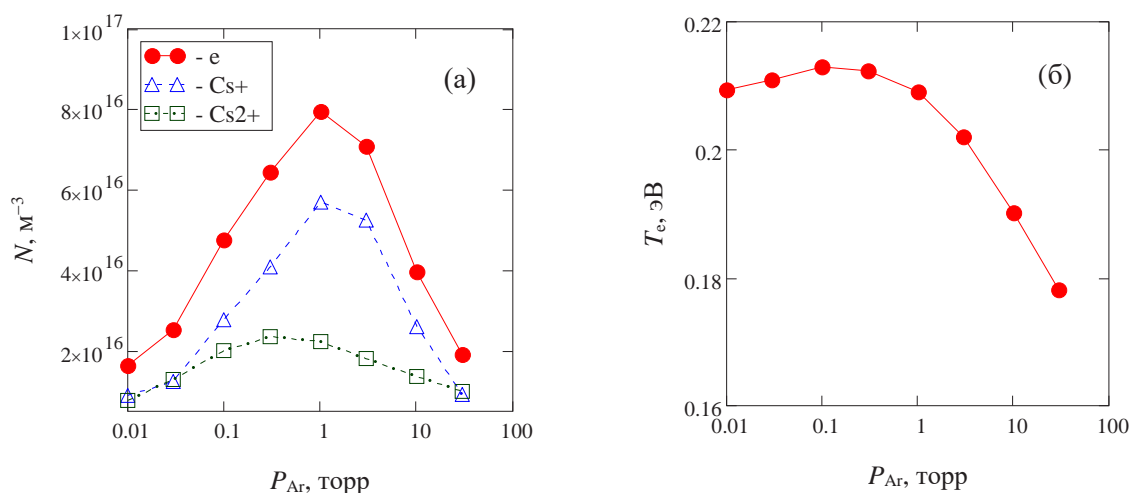 1× 10^17
8× 10^16
6× 10^16
4× 10^16
2× 10^16
0.01 0.1 1 10 100
N, м⁻³
P_Ar, торр
- e
- Cs+
- Cs2+
(а)
0.22
0.2
0.18
0.16
0.01 0.1 1 10 100
T_e, эВ
P_Ar, торр
(б)